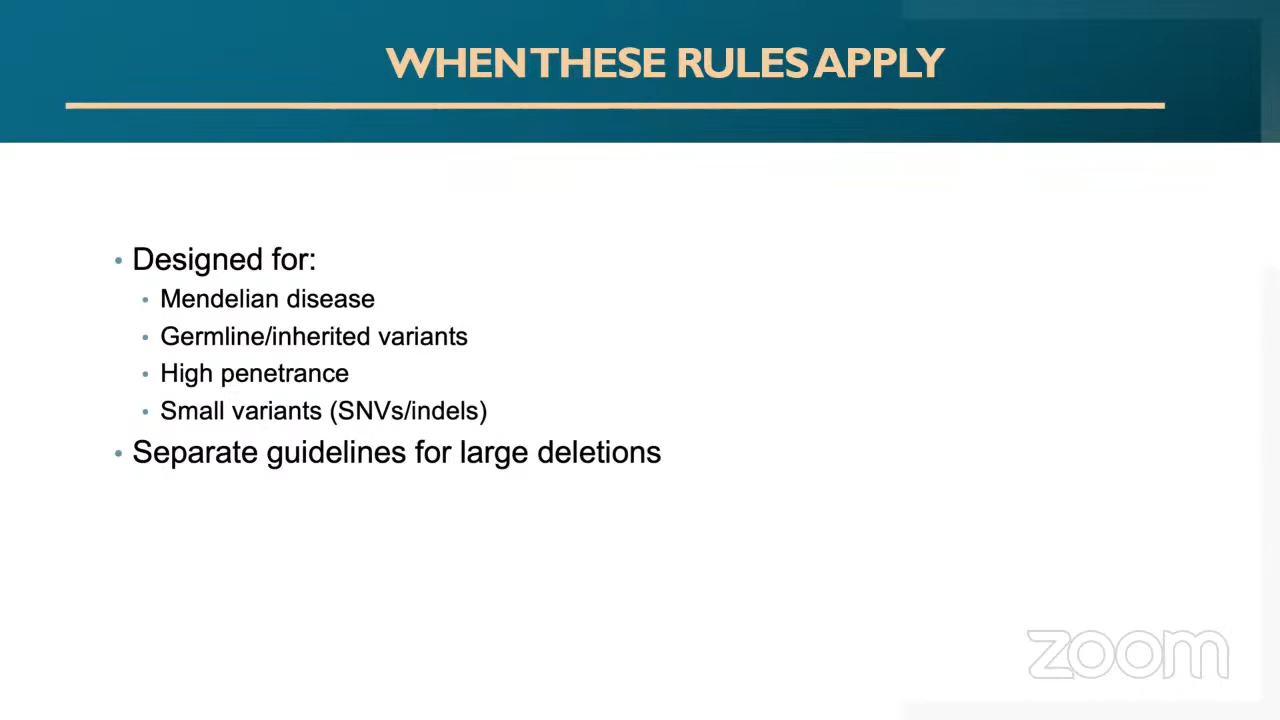 WHEN THESE RULES APPLY
• Designed for:
• Mendelian disease
• Germline/inherited variants
• High penetrance
• Small variants (SNVs/indels)
• Separate guidelines for large deletions
zoom